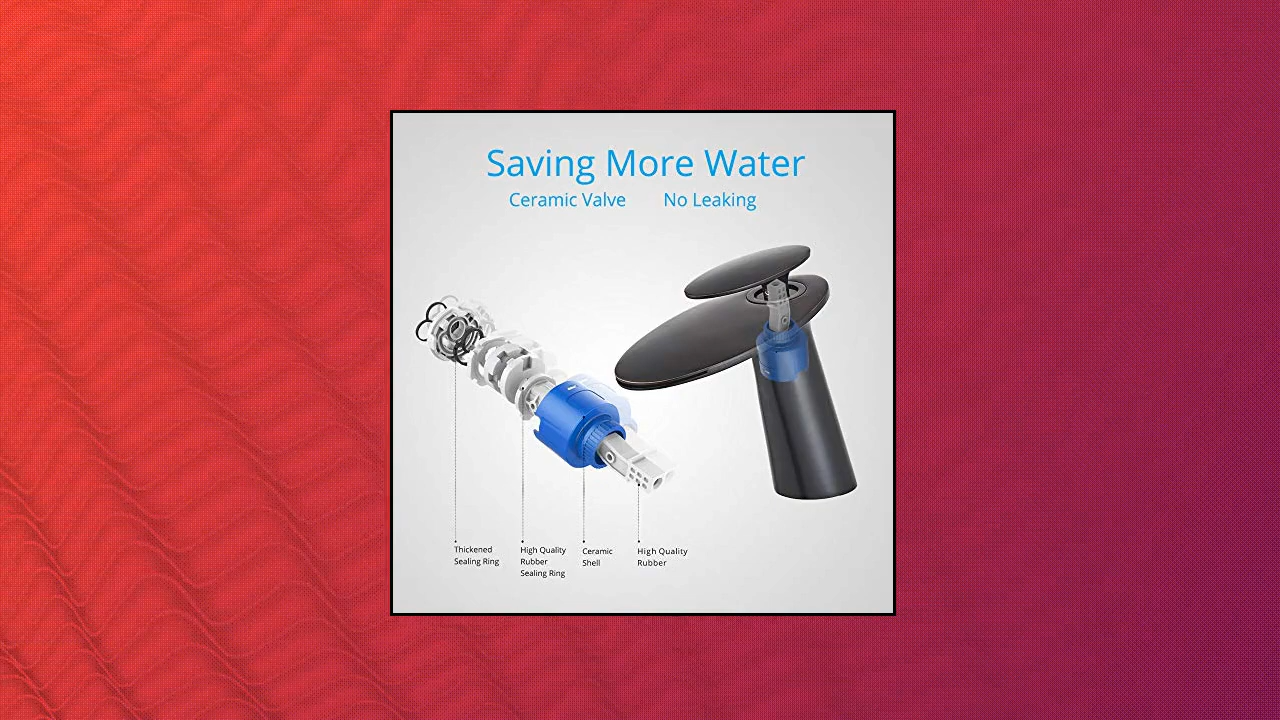 Saving More Water
Ceramic Valve No Leaking
Thickened
Sealing Ring
High Quality
Rubber
Sealing Ring
Ceramic
Shell
High Quality
Rubber